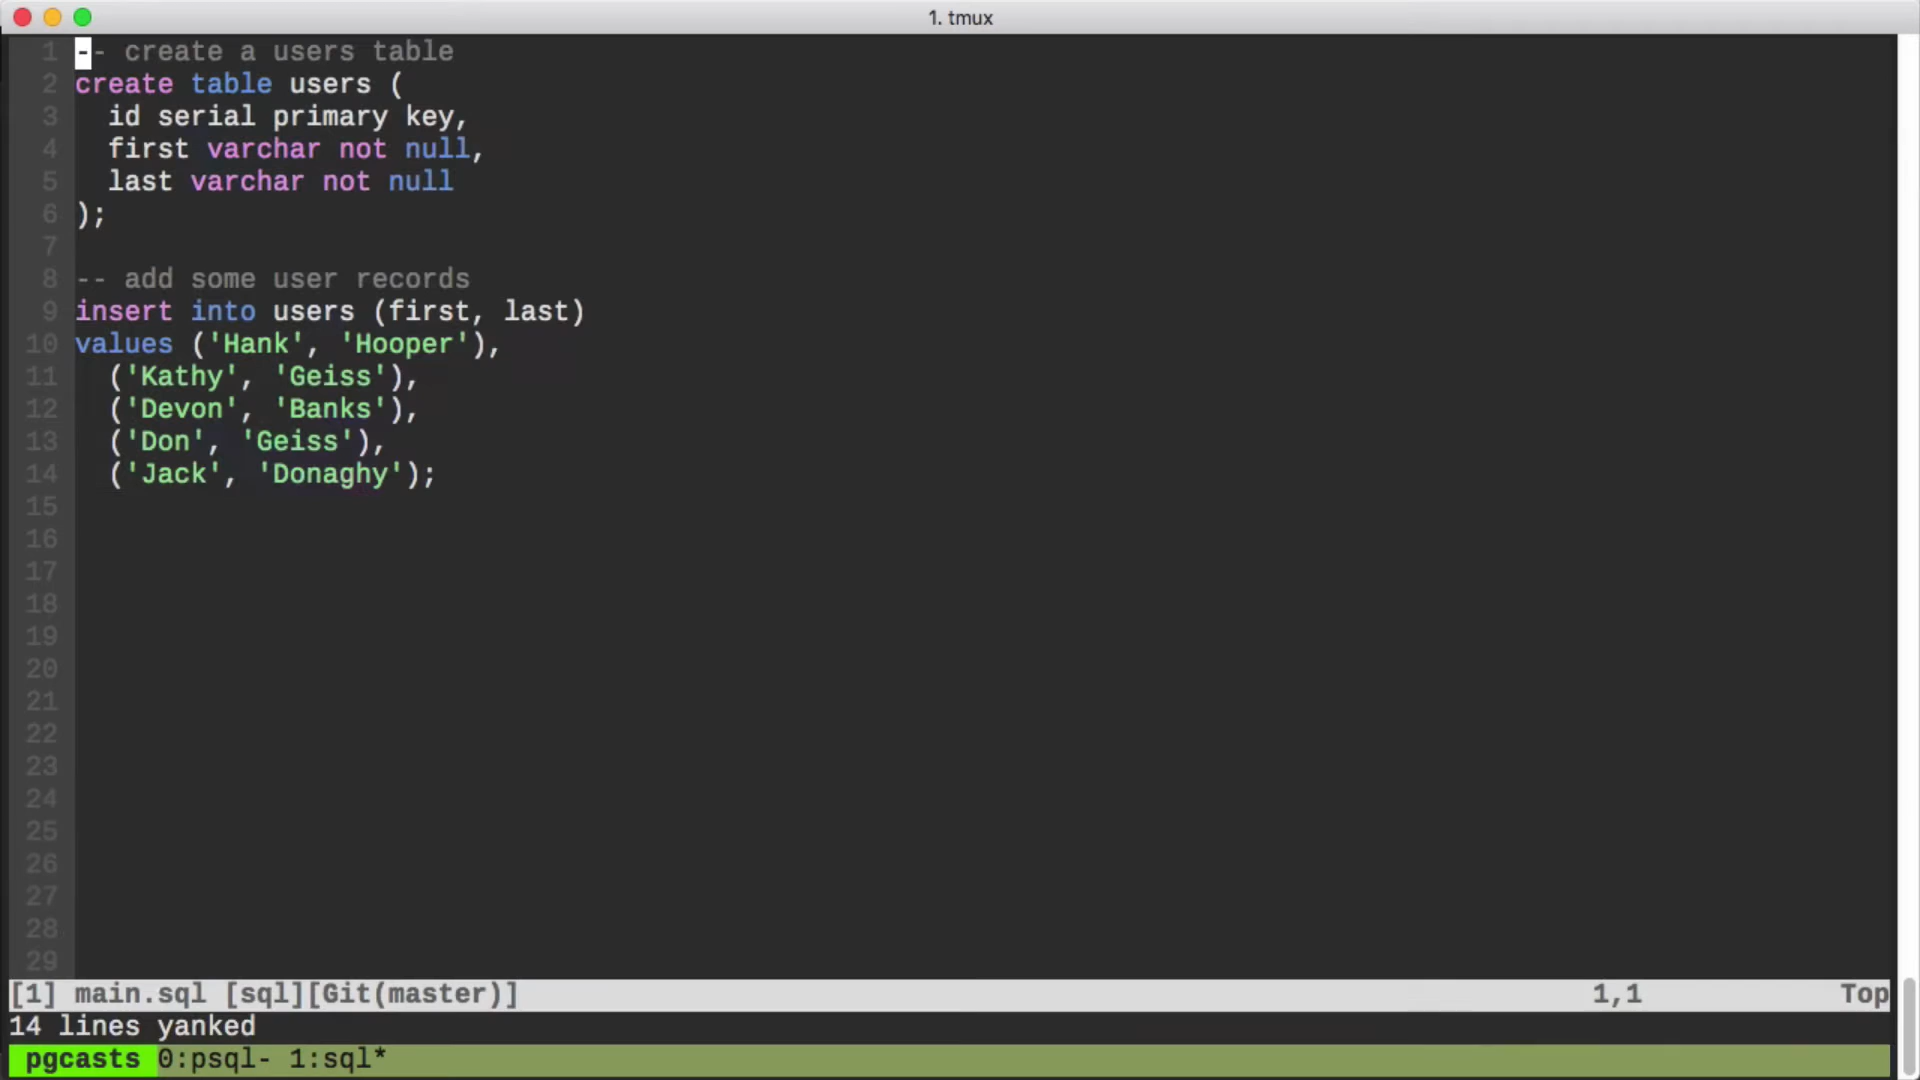 1. tmux
1 -- create a users table
2 create table users (
3   id serial primary key,
4   first varchar not null,
5   last varchar not null
6 );
7
8 -- add some user records
9 insert into users (first, last)
10 values ('Hank', 'Hooper'),
11   ('Kathy', 'Geiss'),
12   ('Devon', 'Banks'),
13   ('Don', 'Geiss'),
14   ('Jack', 'Donaghy');
15
16
17
18
19
20
21
22
23
24
25
26
27
28
29
[1] main.sql [sql][Git(master)] 1,1 Top
14 lines yanked
pgcasts 0:psql- 1:sql*